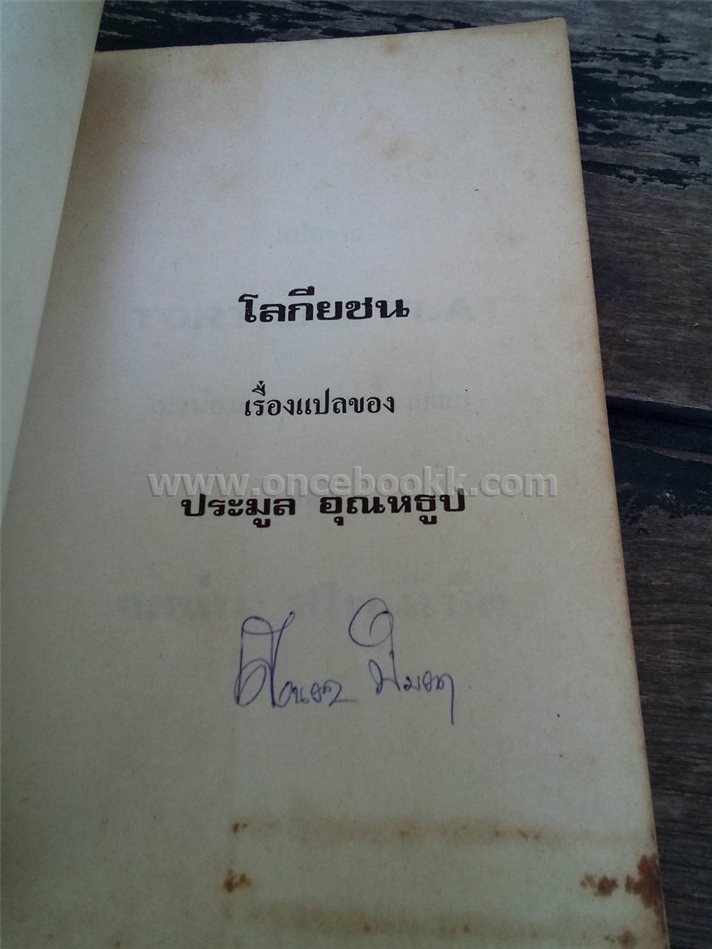 โลกียชน
เรื่องแปลของ
www.oncebookk.com
ประมูล อุณหธูป